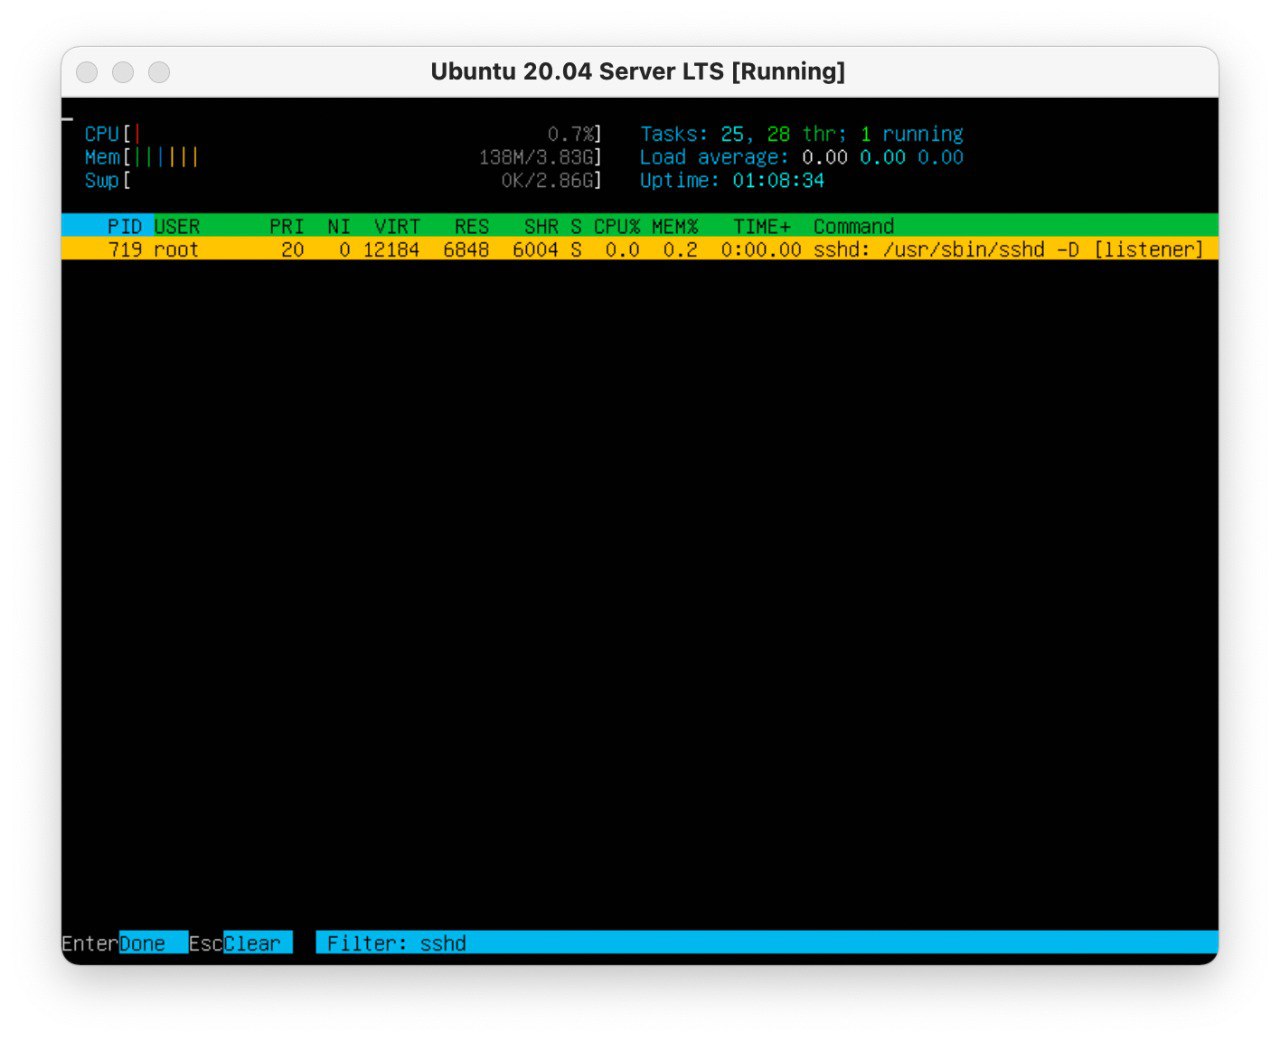 Ubuntu 20.04 Server LTS [Running]
CPU[| 0.7%] Tasks: 25, 28 thr; 1 running
Mem[|||||| 138M/3.83G] Load average: 0.00 0.00 0.00
Swp[ 0K/2.86G] Uptime: 01:08:34
PID USER PRI NI VIRT RES SHR S CPU% MEM% TIME+ Command
719 root 20 0 12184 6848 6004 S 0.0 0.2 0:00.00 sshd: /usr/sbin/sshd -D [listener]
EnterDone EscClear Filter: sshd